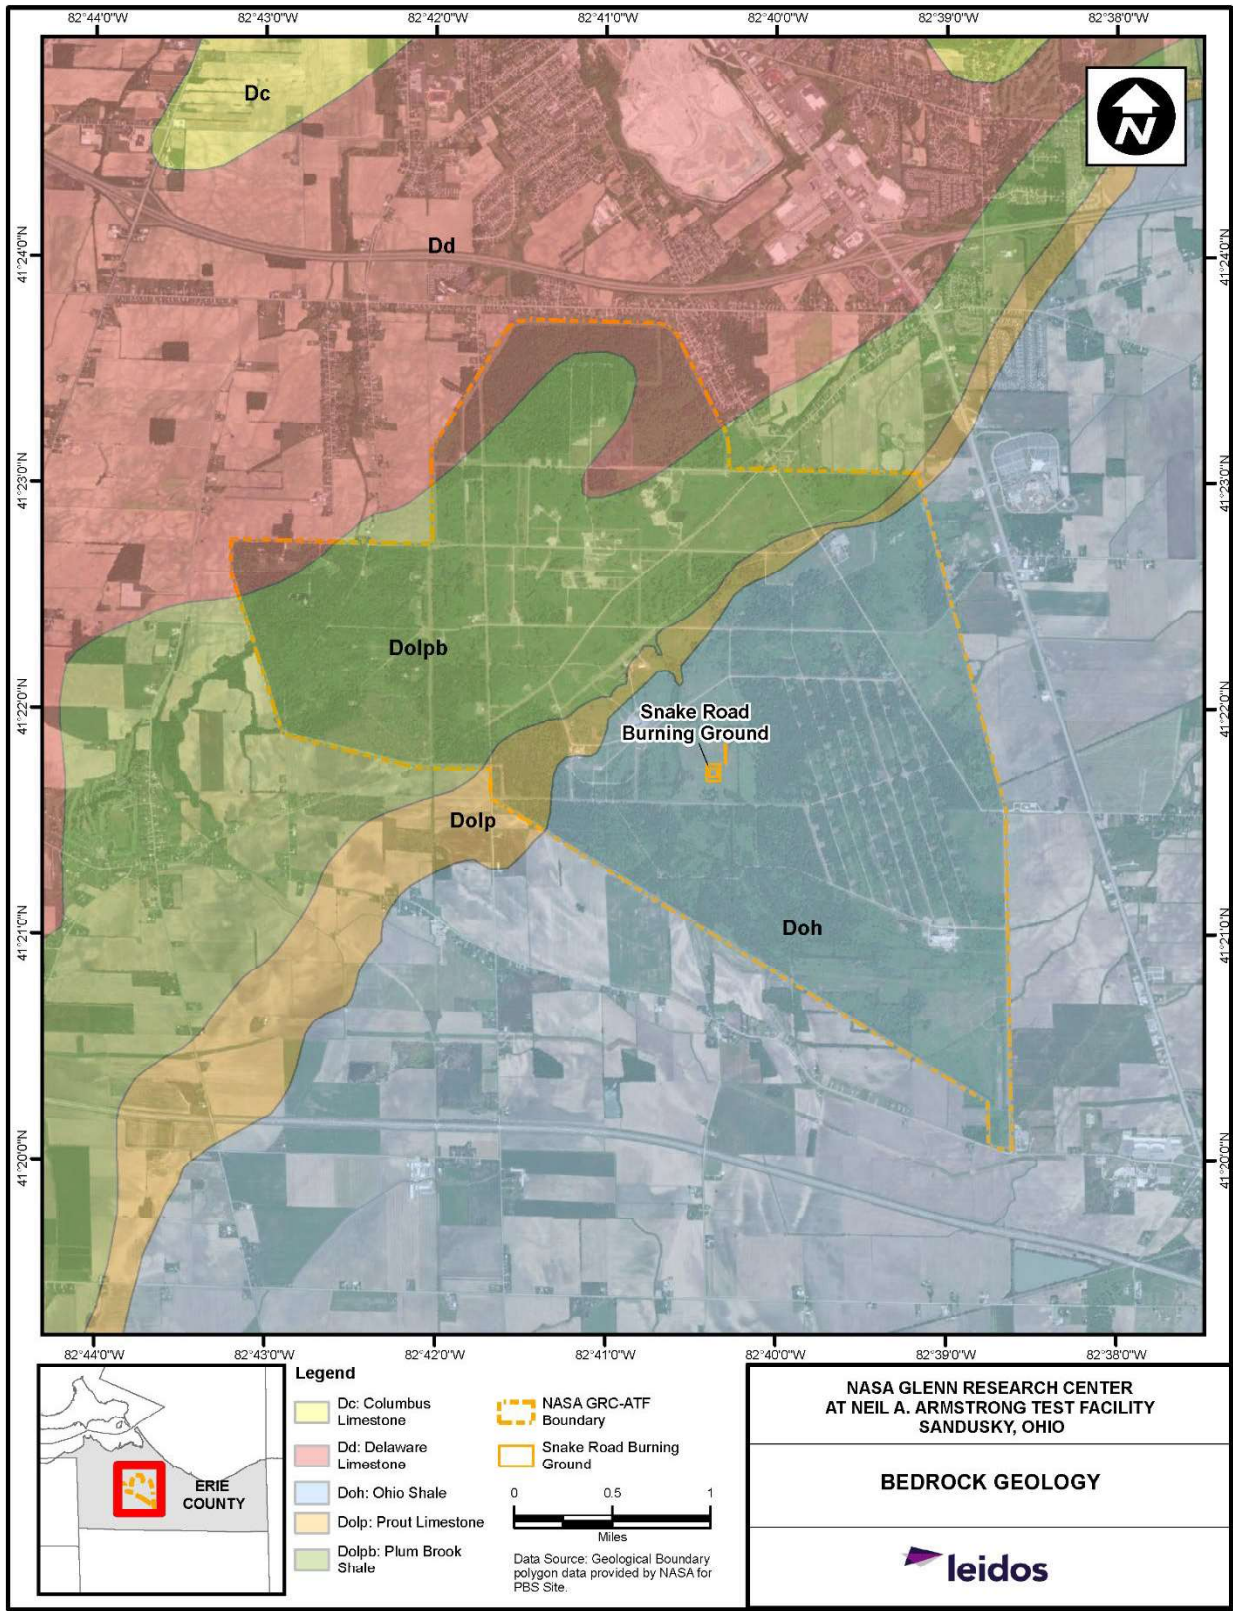 82°44'0"W 82°43'0"W 82°42'0"W 82°41'0"W 82°40'0"W 82°39'0"W 82°38'0"W
Dc
N
Dd
41°24'0"N 41°24'0"N
41°23'0"N 41°23'0"N
Dolpb
41°22'0"N 41°22'0"N
Snake Road
Burning Ground
Dolp
Doh
41°21'0"N 41°21'0"N
41°20'0"N 41°20'0"N
82°44'0"W 82°43'0"W 82°42'0"W 82°41'0"W 82°40'0"W 82°39'0"W 82°38'0"W
ERIE
COUNTY
Legend
Dc: Columbus
Limestone
Dd: Delaware
Limestone
Doh: Ohio Shale
Dolp: Prout Limestone
Dolpb: Plum Brook
Shale
NASA GRC-ATF
Boundary
Snake Road Burning
Ground
0 0.5 1
Miles
Data Source: Geological Boundary
polygon data provided by NASA for
PBS Site.
NASA GLENN RESEARCH CENTER
AT NEIL A. ARMSTRONG TEST FACILITY
SANDUSKY, OHIO
BEDROCK GEOLOGY
leidos